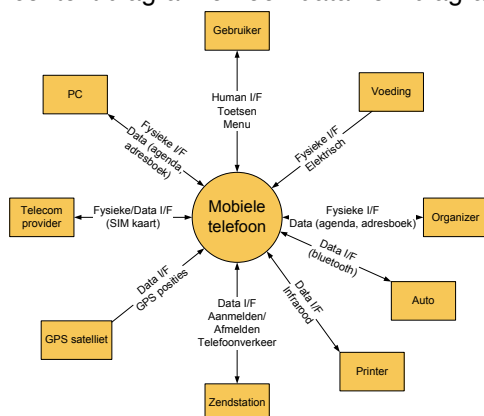 Gebruiker
PC
Voeding
Human I/F
Toetsen
Menu
Fysieke I/F
Data (agenda,
adresboek)
Fysieke I/F
Elektrisch
Telecom
provider
Fysieke/Data I/F
(SIM kaart)
Mobiele
telefoon
Fysieke I/F
Data (agenda, adresboek)
Organizer
Data I/F
(bluetooth)
Data I/F
GPS posities
Data I/F
Aanmelden/
Afmelden
Telefoonverkeer
Data I/F
Infrarood
Auto
GPS satelliet
Printer
Zendstation